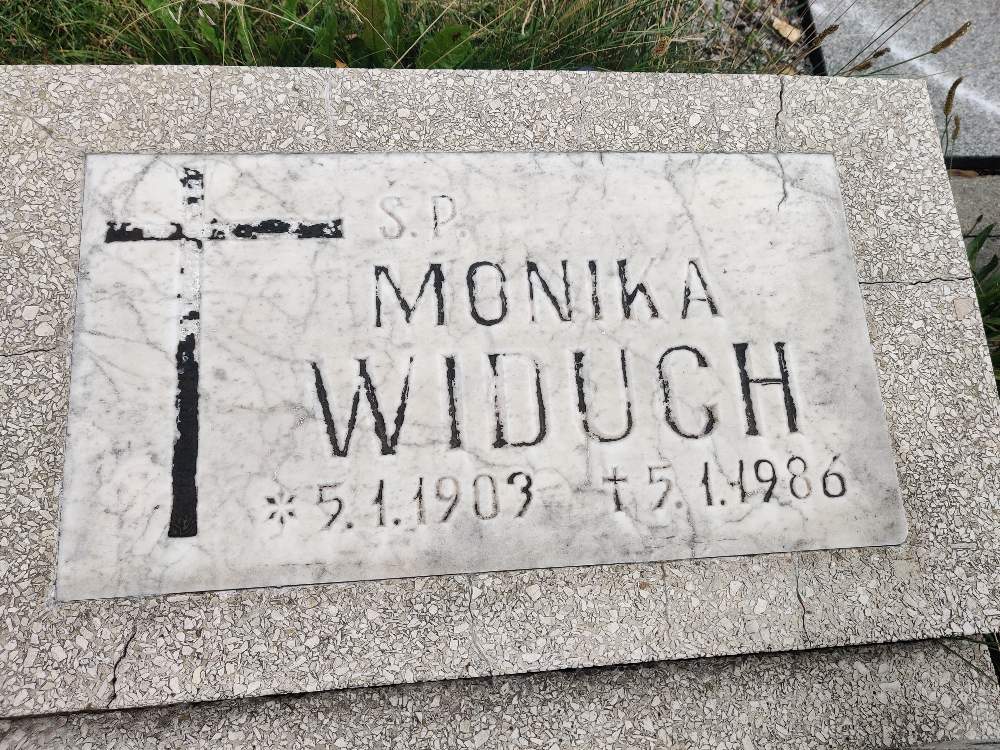 S.P.
MONIKA
WIDUCH
* 5.1.1903 † 5.1.1986